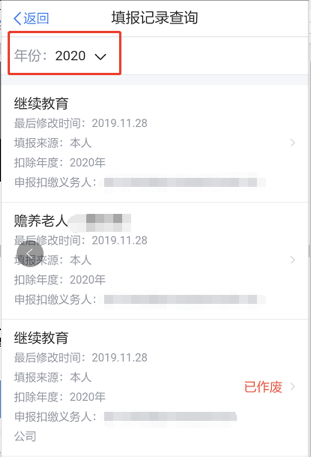 返回
填报记录查询
年份：2020
继续教育
最后修改时间：2019.11.28
填报来源：本人
扣除年度：2020年
申报扣缴义务人：
赡养老人
最后修改时间：2019.11.28
填报来源：本人
扣除年度：2020年
申报扣缴义务人：
继续教育
最后修改时间：2019.11.28
填报来源：本人
已作废
扣除年度：2020年
申报扣缴义务人：
公司